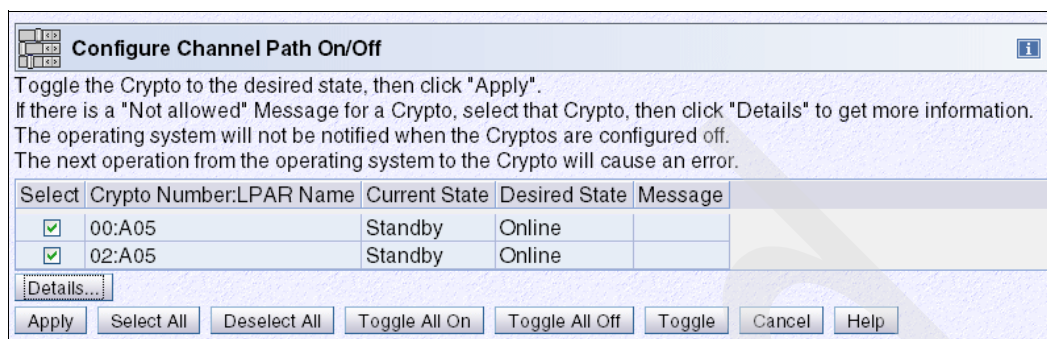 Configure Channel Path On/Off
i
Toggle the Crypto to the desired state, then click "Apply".
If there is a "Not allowed" Message for a Crypto, select that Crypto, then click "Details" to get more information.
The operating system will not be notified when the Cryptos are configured off.
The next operation from the operating system to the Crypto will cause an error.
Select Crypto Number:LPAR Name Current State Desired State Message
00:A05 Standby Online
02:A05 Standby Online
Details...
Apply Select All Deselect All Toggle All On Toggle All Off Toggle Cancel Help